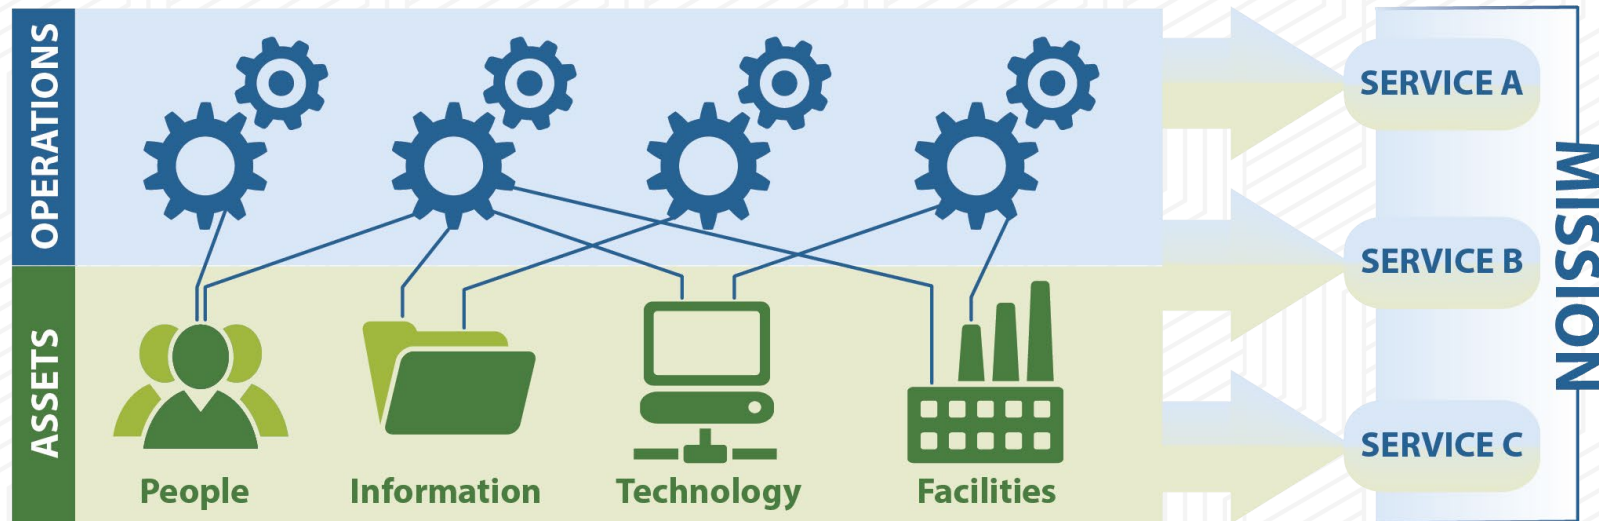 OPERATIONS
ASSETS
People
Information
Technology
Facilities
SERVICE A
SERVICE B
SERVICE C
MISSION